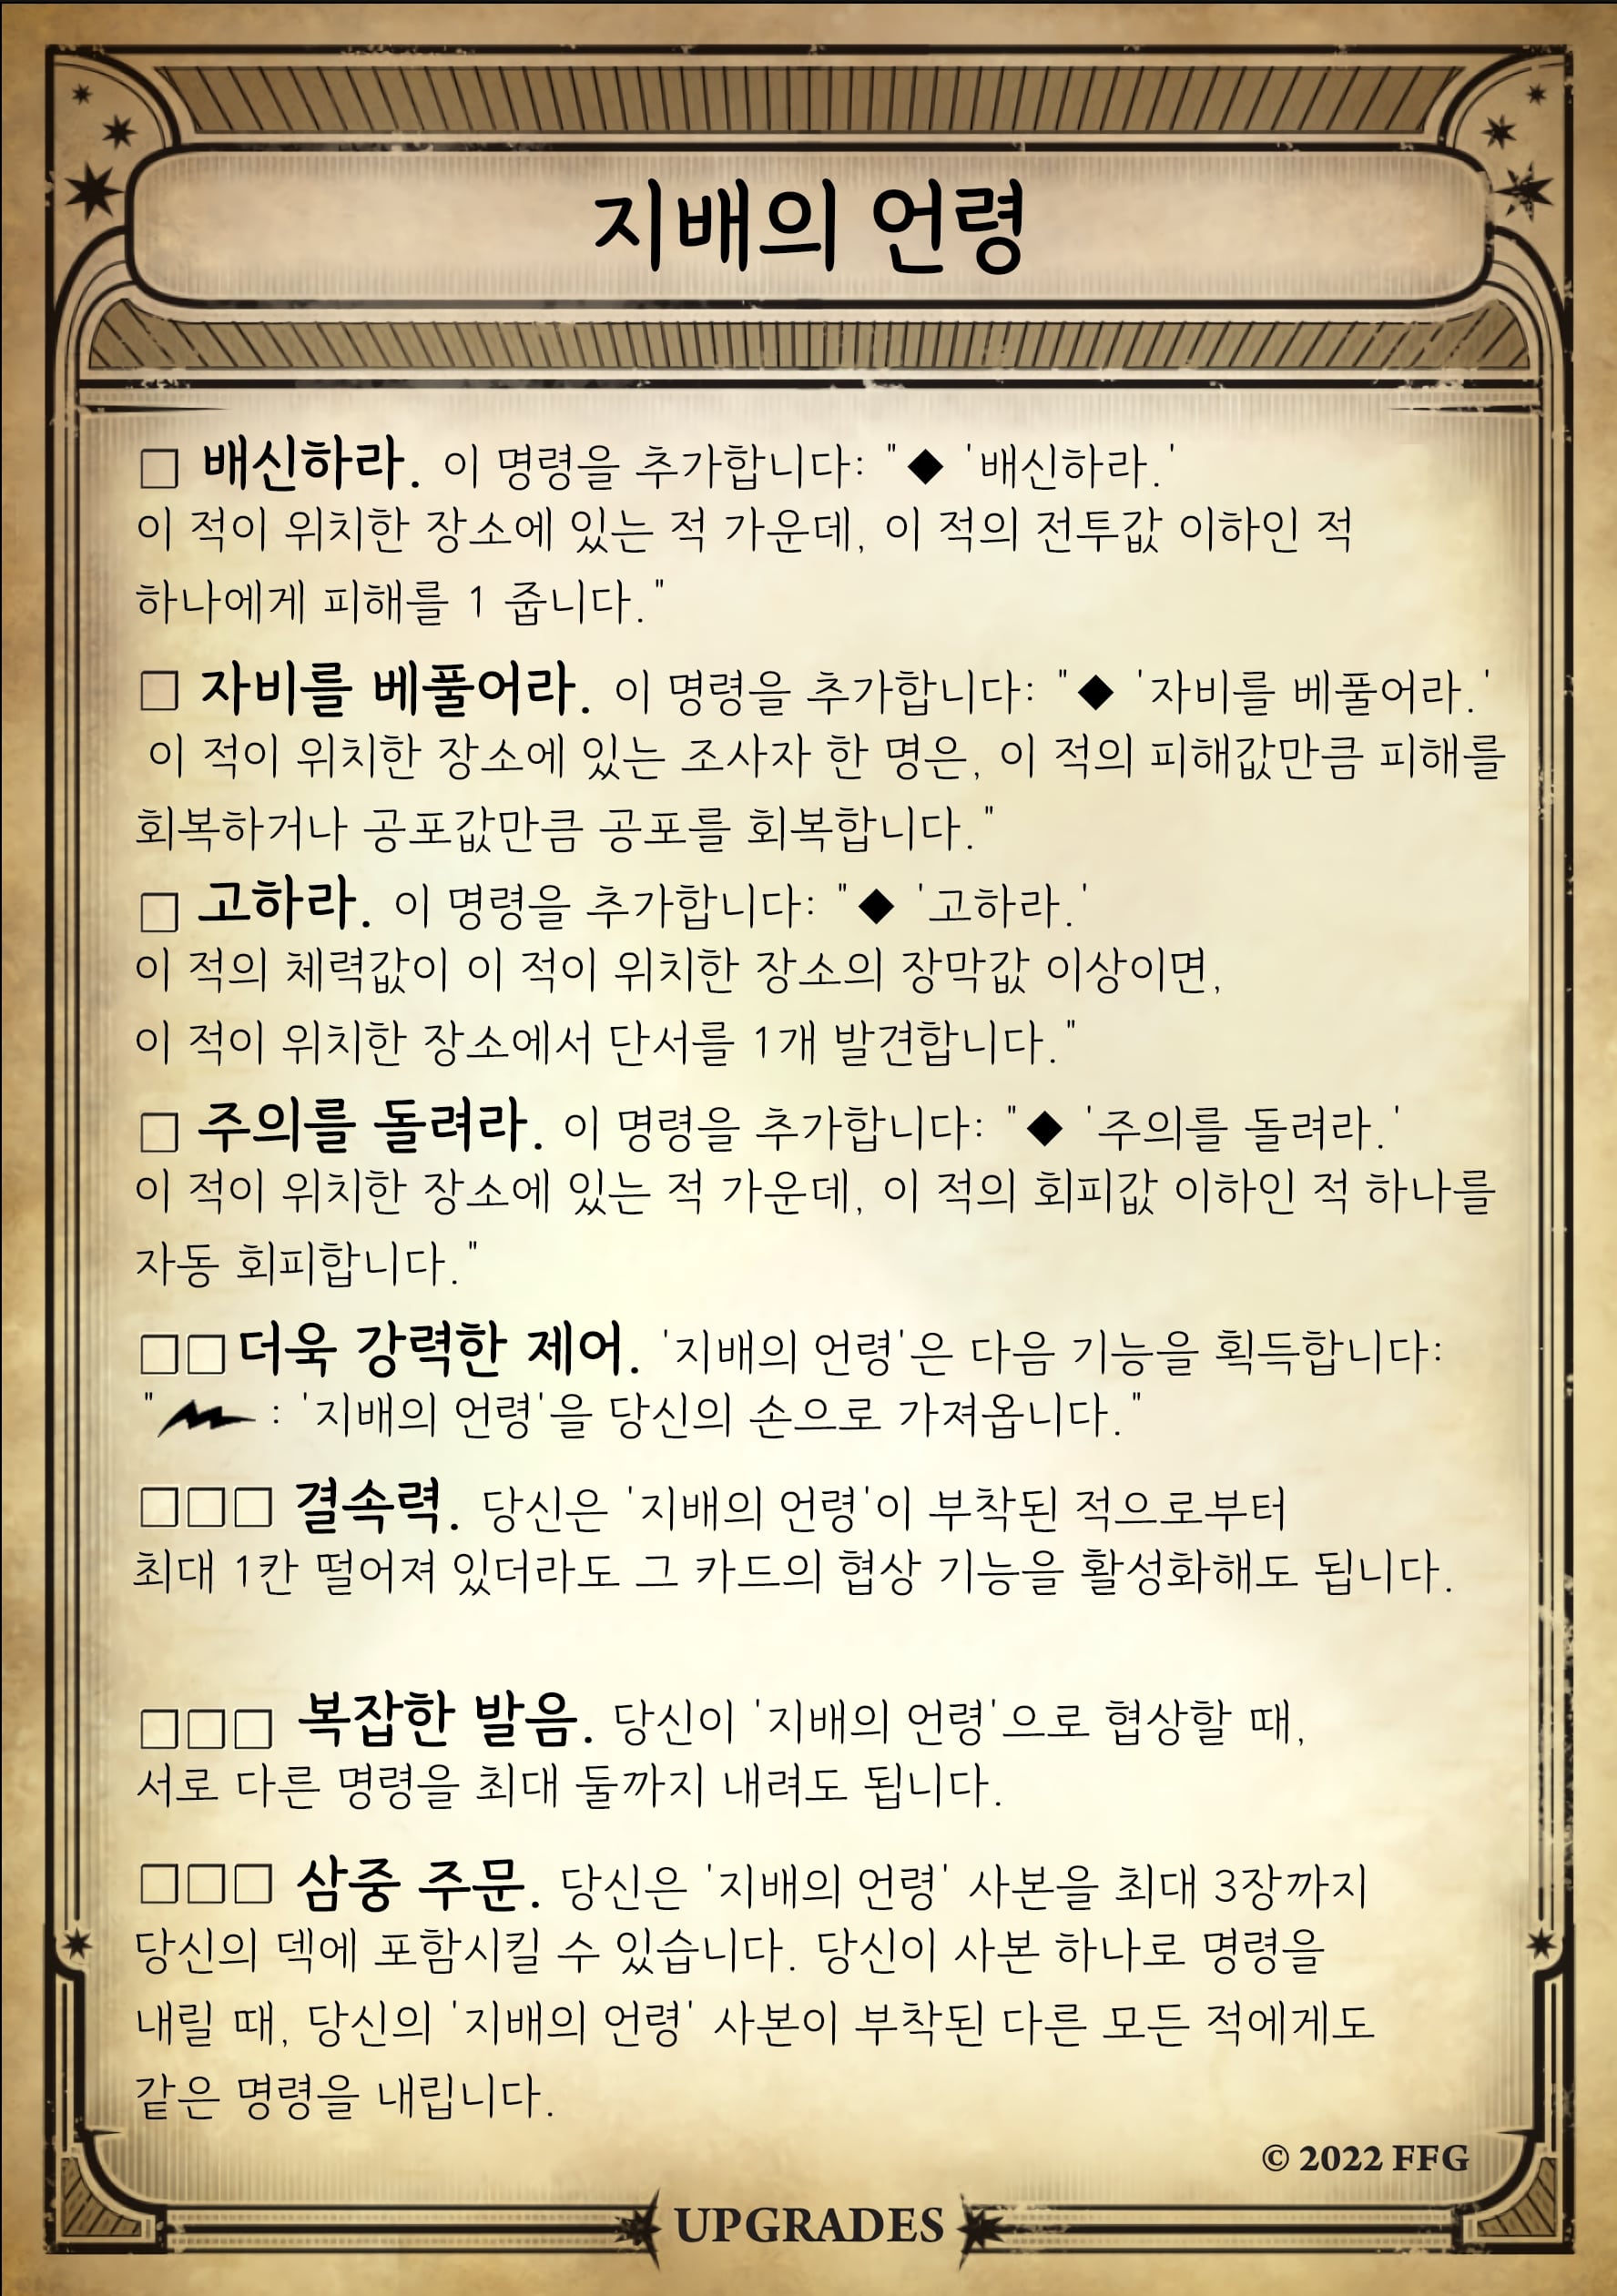 지배의 언령
□ 배신하라. 이 명령을 추가합니다: "◆ '배신하라.'
이 적이 위치한 장소에 있는 적 가운데, 이 적의 전투값 이하인 적
하나에게 피해를 1 줍니다."
□ 자비를 베풀어라. 이 명령을 추가합니다: "◆ '자비를 베풀어라.'
이 적이 위치한 장소에 있는 조사자 한 명은, 이 적의 피해값만큼 피해를
회복하거나 공포값만큼 공포를 회복합니다."
□ 고하라. 이 명령을 추가합니다: "◆ '고하라.'
이 적의 체력값이 이 적이 위치한 장소의 장막값 이상이면,
이 적이 위치한 장소에서 단서를 1개 발견합니다."
□ 주의를 돌려라. 이 명령을 추가합니다: "◆ '주의를 돌려라.'
이 적이 위치한 장소에 있는 적 가운데, 이 적의 회피값 이하인 적 하나를
자동 회피합니다."
□□더욱 강력한 제어. '지배의 언령'은 다음 기능을 획득합니다:
" : '지배의 언령'을 당신의 손으로 가져옵니다."
□□□ 결속력. 당신은 '지배의 언령'이 부착된 적으로부터
최대 1칸 떨어져 있더라도 그 카드의 협상 기능을 활성화해도 됩니다.
□□□ 복잡한 발음. 당신이 '지배의 언령'으로 협상할 때,
서로 다른 명령을 최대 둘까지 내려도 됩니다.
□□□ 삼중 주문. 당신은 '지배의 언령' 사본을 최대 3장까지
당신의 덱에 포함시킬 수 있습니다. 당신이 사본 하나로 명령을
내릴 때, 당신의 '지배의 언령' 사본이 부착된 다른 모든 적에게도
같은 명령을 내립니다.
© 2022 FFG
UPGRADES